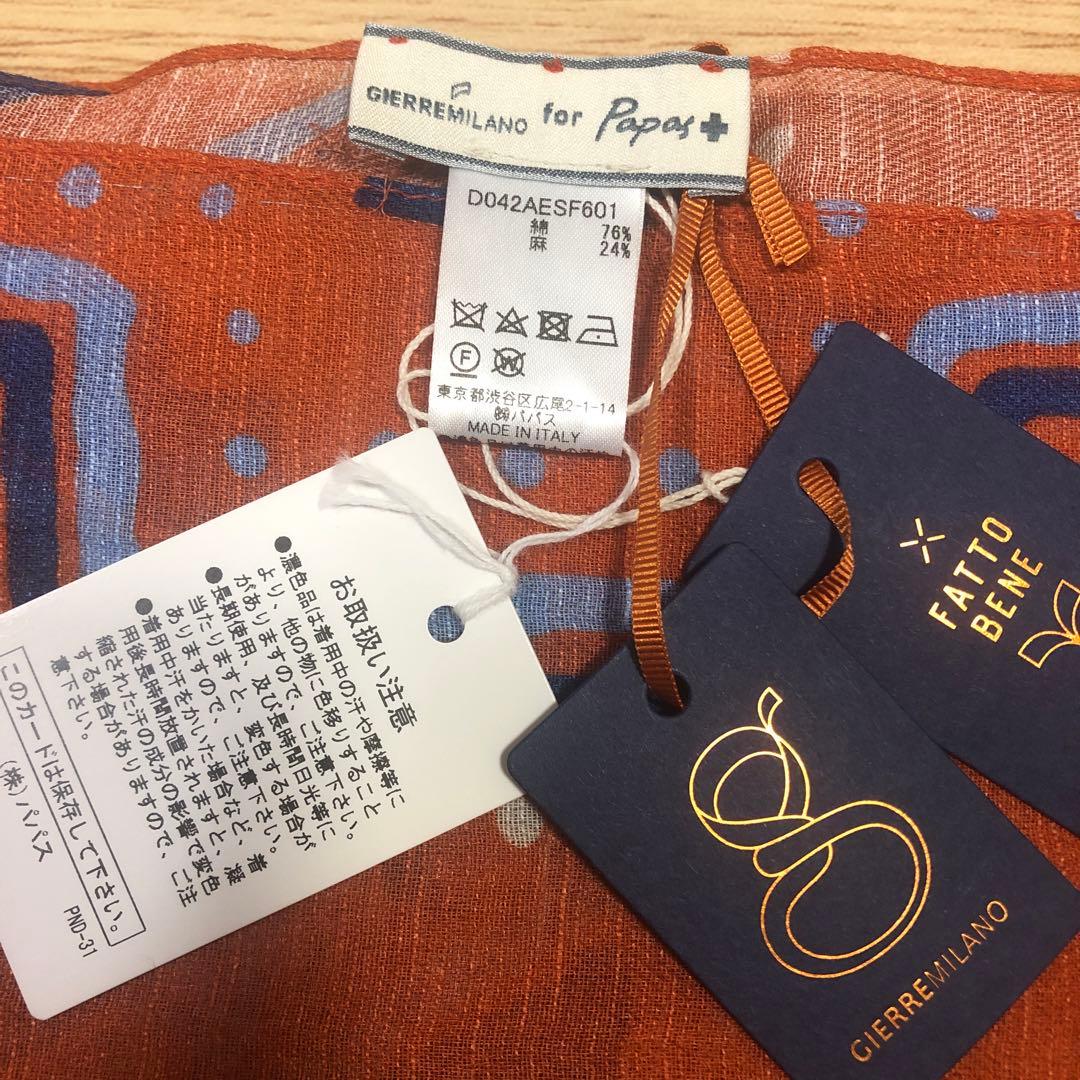 GIERREMILANO for Papas+
D042AESF601
綿 76%
麻 24%
F
W
東京都渋谷区広尾2-1-14
㈱パパス
MADE IN ITALY
お取扱い注意
●濃色品は着用中の汗や摩擦等に
より、他の物に色移りすること
がありますので、ご注意下さい。
●長期使用、及び長時間日光等に
当たりますと、変色する場合が
ありますので、ご注意下さい。
●着用中汗をかいた場合など、着
用後長時間放置されますと、凝
縮された汗の成分の影響で変色
する場合がありますので、ご注
意下さい。
このカードは保存して下さい。
(株)パパス
PND-31
FATTO
BENE
g
GIERREMILANO